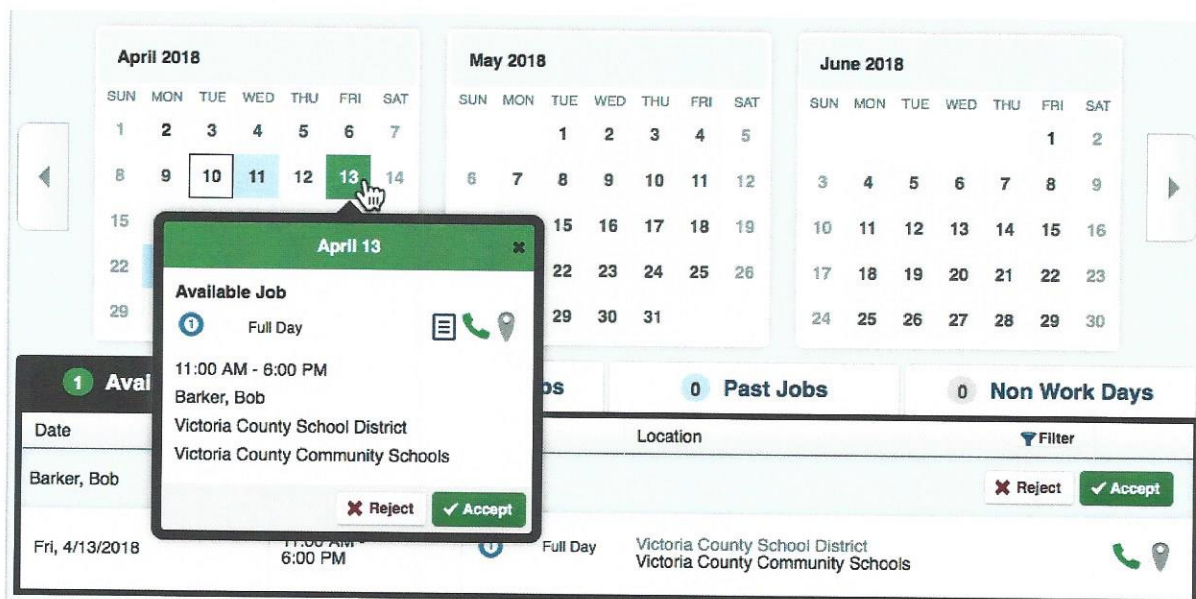 April 2018
SUN MON TUE WED THU FRI SAT
1 2 3 4 5 6 7
8 9 10 11 12 13 14
15
22
29
May 2018
SUN MON TUE WED THU FRI SAT
1 2 3 4 5
6 7 8 9 10 11 12
15 16 17 18 19
22 23 24 25 26
29 30 31
June 2018
SUN MON TUE WED THU FRI SAT
1 2
3 4 5 6 7 8 9
10 11 12 13 14 15 16
17 18 19 20 21 22 23
24 25 26 27 28 29 30
April 13
Available Job
1 Full Day
11:00 AM - 6:00 PM
Barker, Bob
Victoria County School District
Victoria County Community Schools
Reject Accept
1 Avai
bs
0 Past Jobs
0 Non Work Days
Date Location Filter
Barker, Bob Reject Accept
Fri, 4/13/2018 11:00 AM - 1 Full Day Victoria County School District
6:00 PM Victoria County Community Schools